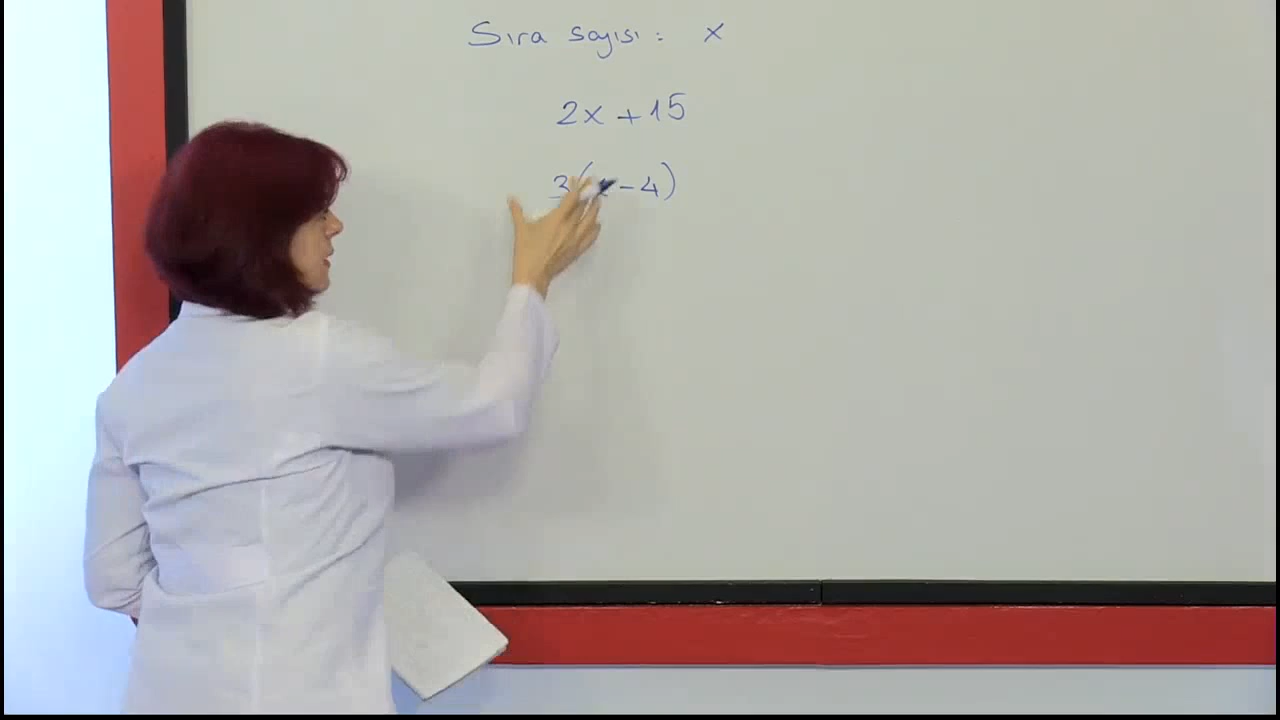 Sıra sayısı : x
2x + 15
3(x - 4)